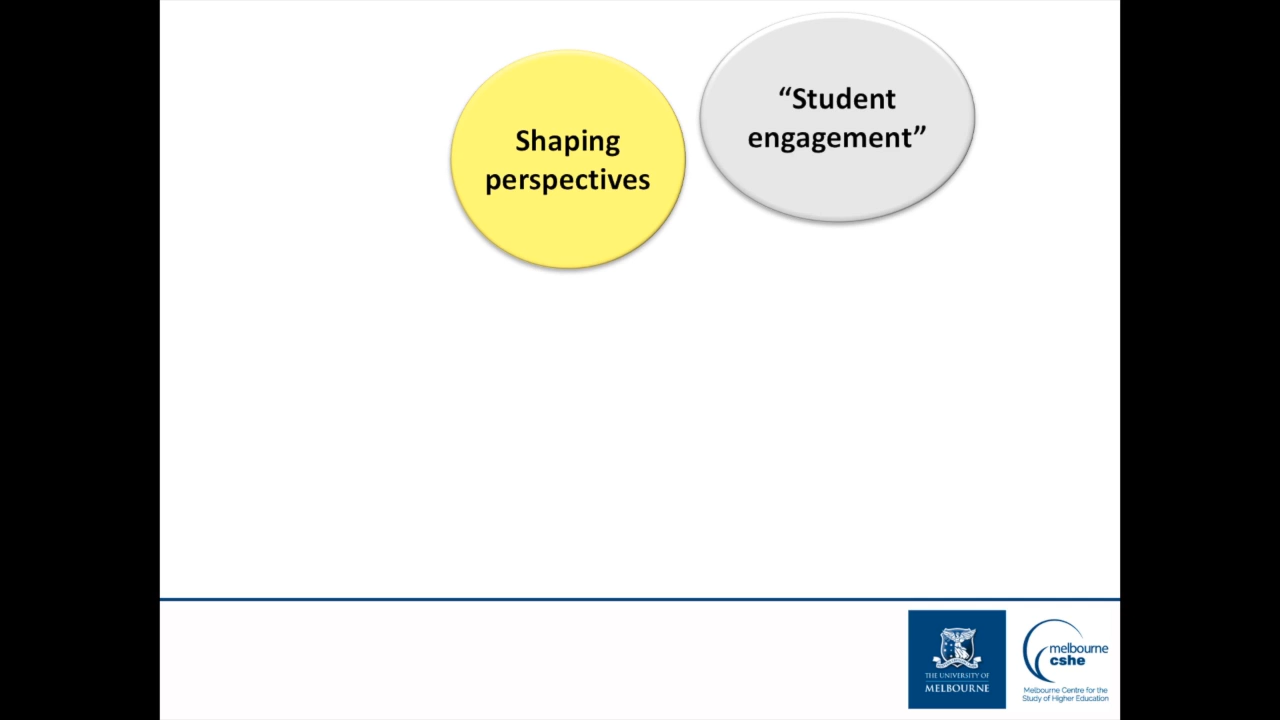 Shaping
perspectives
“Student
engagement”
THE UNIVERSITY OF
MELBOURNE
melbourne
cshe
Melbourne Centre for the
Study of Higher Education